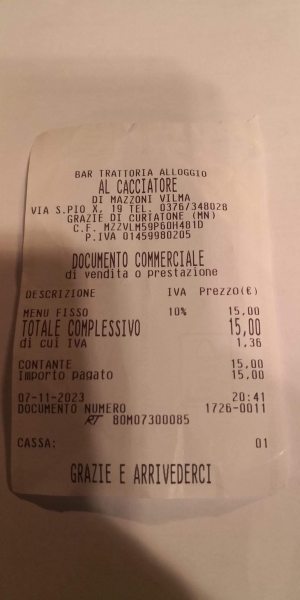 BAR TRATTORIA ALLOGGIO
AL CACCIATORE
DI MAZZONI VILMA
VIA S.PIO X, 19 TEL. 0376/348028
GRAZIE DI CURTATONE (MN)
C.F. MZZVLM59P60H481D
P.IVA 01459980205
DOCUMENTO COMMERCIALE
di vendita o prestazione
DESCRIZIONE IVA Prezzo(€)
MENU FISSO 10% 15,00
TOTALE COMPLESSIVO 15,00
di cui IVA 1,36
CONTANTE 15,00
Importo pagato 15,00
07-11-2023 20:41
DOCUMENTO NUMERO 1726-0011
RT 80M07300085
CASSA: 01
GRAZIE E ARRIVEDERCI